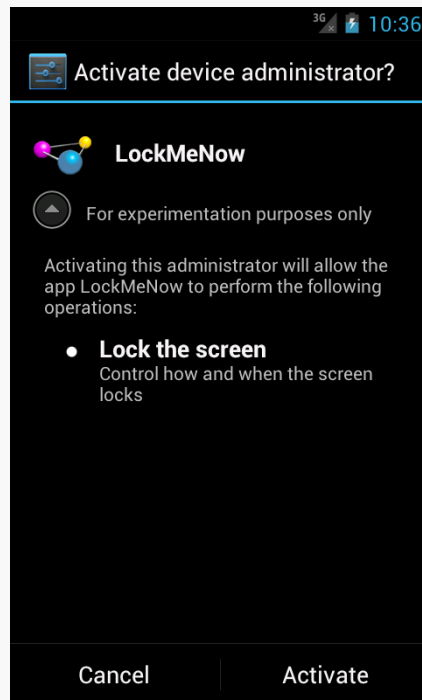 3G 10:36
Activate device administrator?
LockMeNow
For experimentation purposes only
Activating this administrator will allow the
app LockMeNow to perform the following
operations:
Lock the screen
Control how and when the screen
locks
Cancel Activate